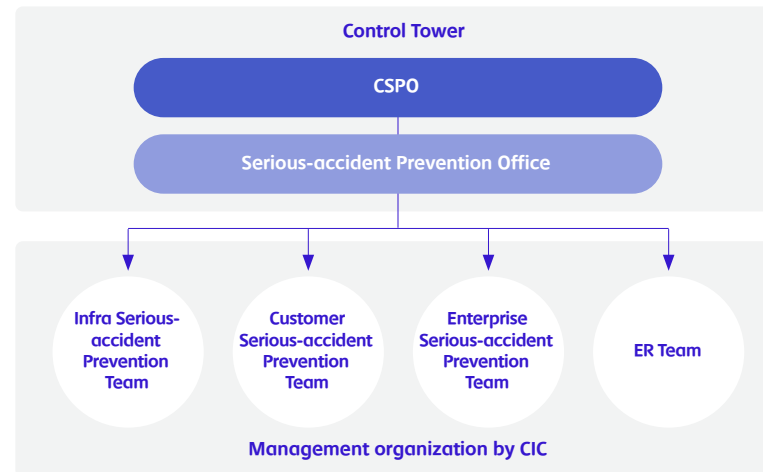 Control Tower
CSPO
Serious-accident Prevention Office
Infra Serious-
accident
Prevention
Team
Customer
Serious-accident
Prevention
Team
Enterprise
Serious-accident
Prevention
Team
ER Team
Management organization by CIC